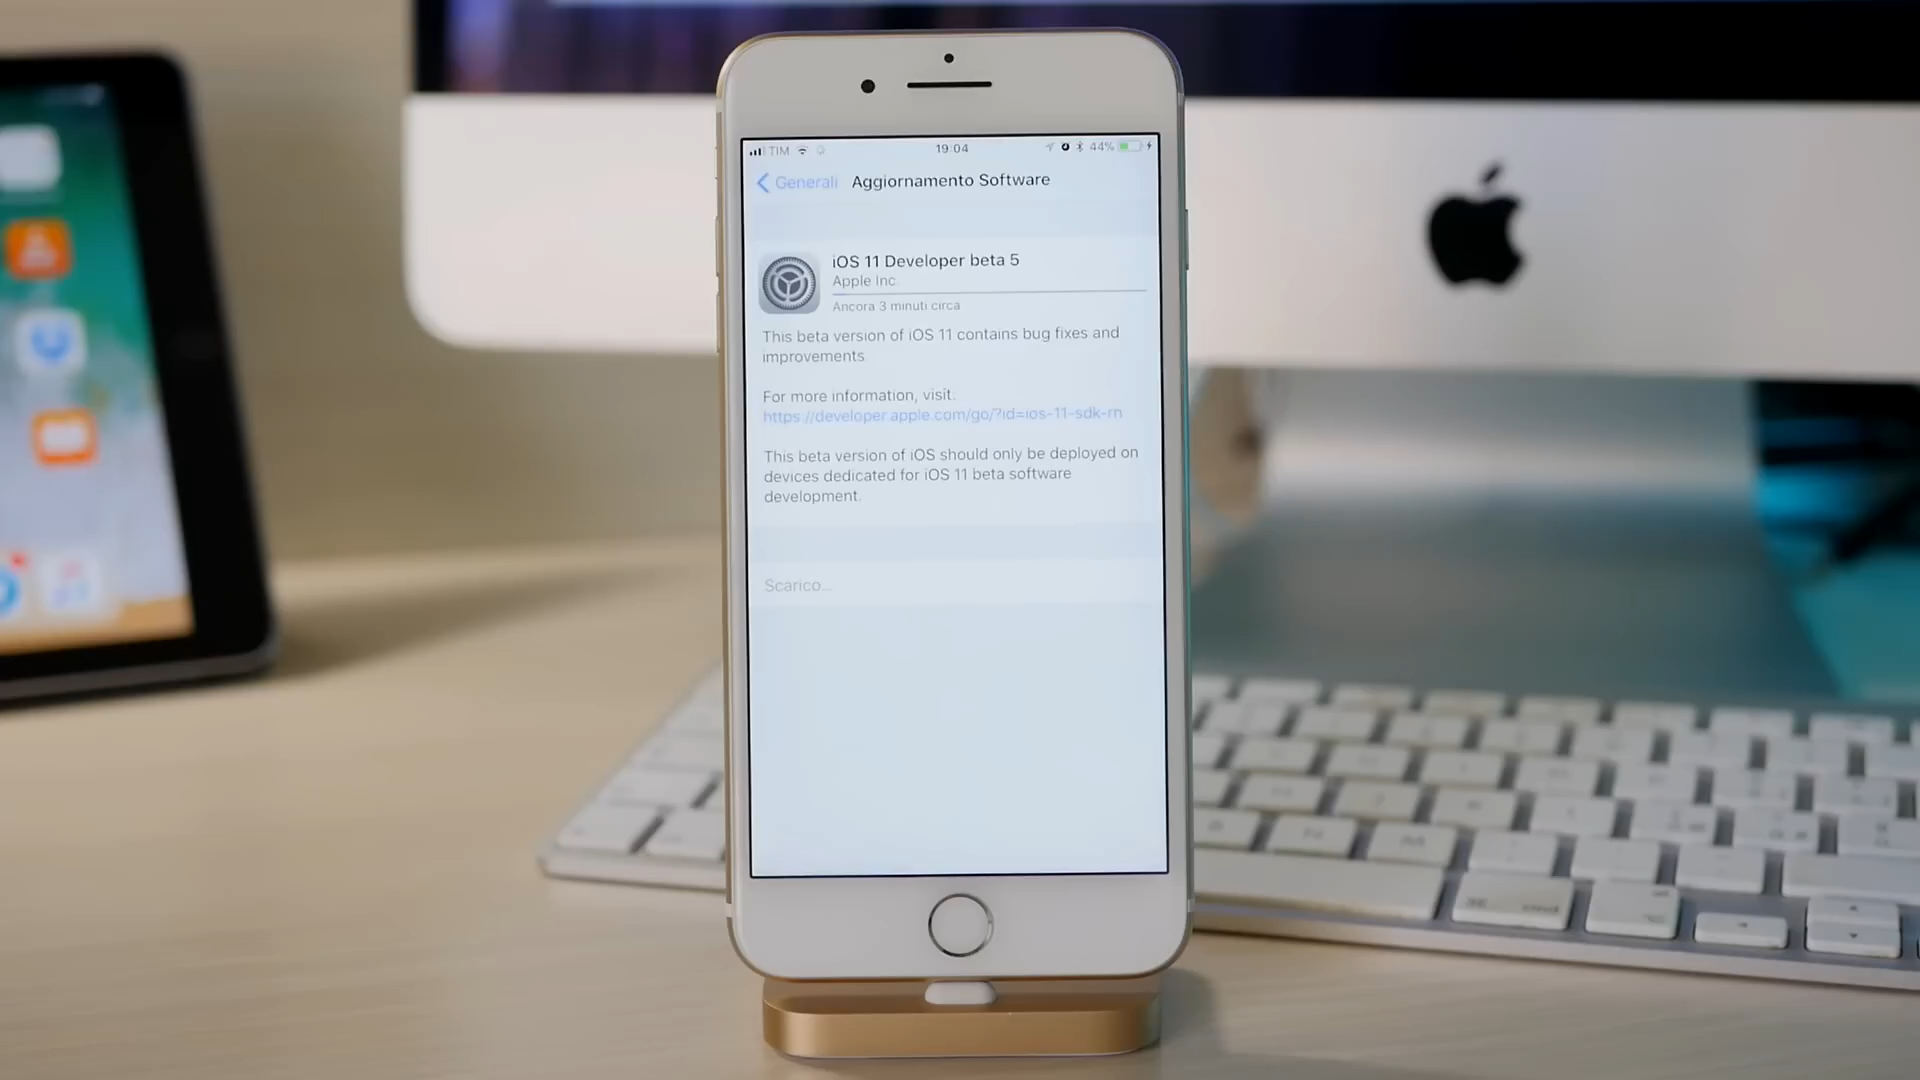 TIM 19:04 44%
Generali Aggiornamento Software
iOS 11 Developer beta 5
Apple Inc.
Ancora 3 minuti circa
This beta version of iOS 11 contains bug fixes and
improvements.
For more information, visit:
https://developer.apple.com/go/?id=ios-11-sdk-rn
This beta version of iOS should only be deployed on
devices dedicated for iOS 11 beta software
development.
Scarico...
cmd